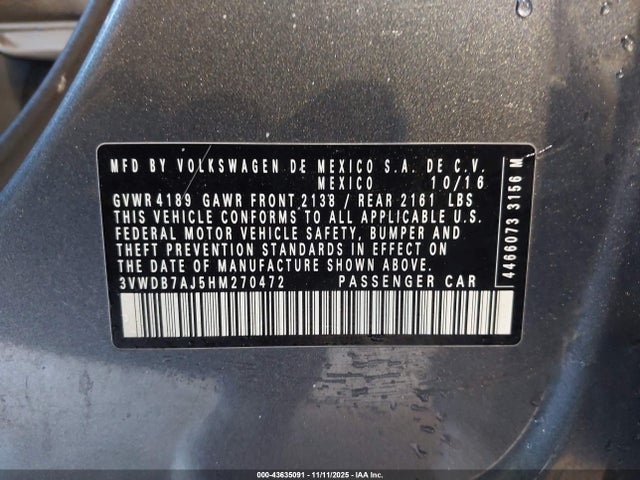 MFD BY VOLKSWAGEN DE MEXICO S.A. DE C.V.
MEXICO 10/16
GVWR 4189 GAWR FRONT 2138 / REAR 2161 LBS
THIS VEHICLE CONFORMS TO ALL APPLICABLE U.S.
FEDERAL MOTOR VEHICLE SAFETY, BUMPER AND
THEFT PREVENTION STANDARDS IN EFFECT ON
THE DATE OF MANUFACTURE SHOWN ABOVE.
3VWDB7AJ5HM270472 PASSENGER CAR
4466073 3156 M
000-43635091 - 11/11/2025 - IAA Inc.